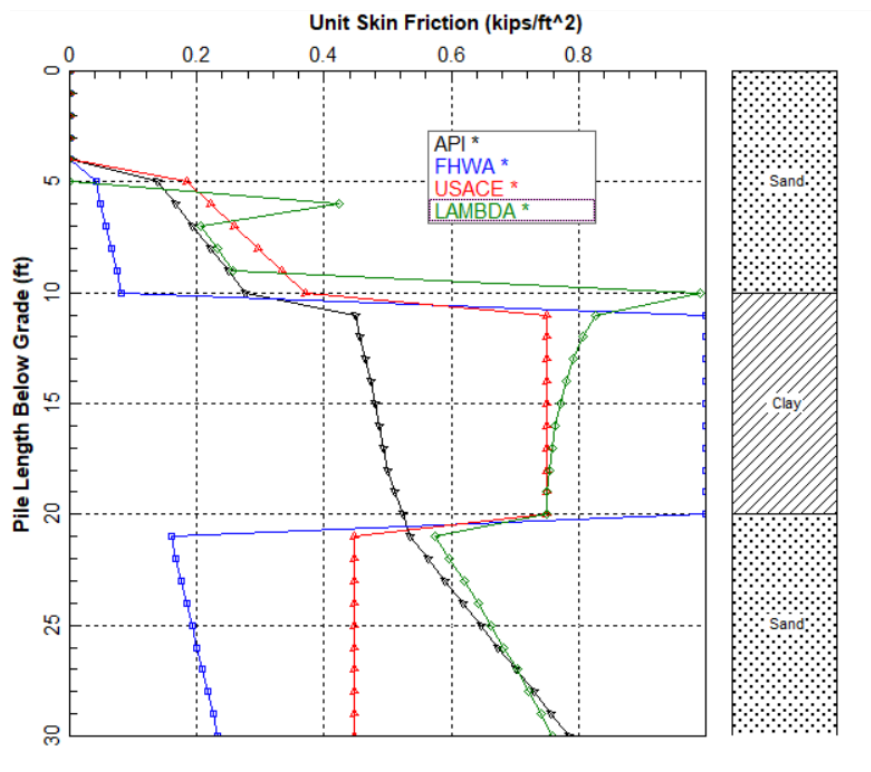 Unit Skin Friction (kips/ft^2)
0 0.2 0.4 0.6 0.8
0
API *
FHWA *
USACE *
LAMBDA *
5
Sand
10
Pile Length Below Grade (ft)
15
Clay
20
25
Sand
30